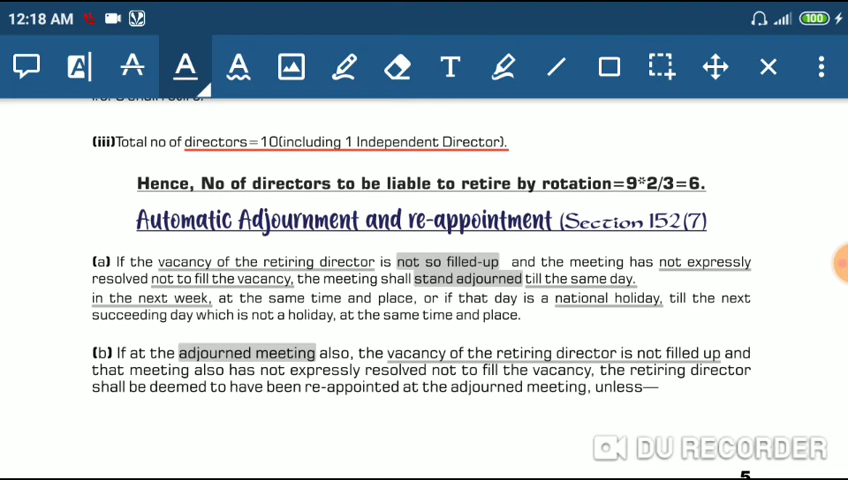 12:18 AM
100
A
A
A
A
T
(iii)Total no of directors=10(including 1 Independent Director).
Hence, No of directors to be liable to retire by rotation=9*2/3=6.
Automatic Adjournment and re-appointment (Section 152(7)
(a) If the vacancy of the retiring director is not so filled-up and the meeting has not expressly
resolved not to fill the vacancy, the meeting shall stand adjourned till the same day.
in the next week, at the same time and place, or if that day is a national holiday, till the next
succeeding day which is not a holiday, at the same time and place.
(b) If at the adjourned meeting also, the vacancy of the retiring director is not filled up and
that meeting also has not expressly resolved not to fill the vacancy, the retiring director
shall be deemed to have been re-appointed at the adjourned meeting, unless—
DU RECORDER
5